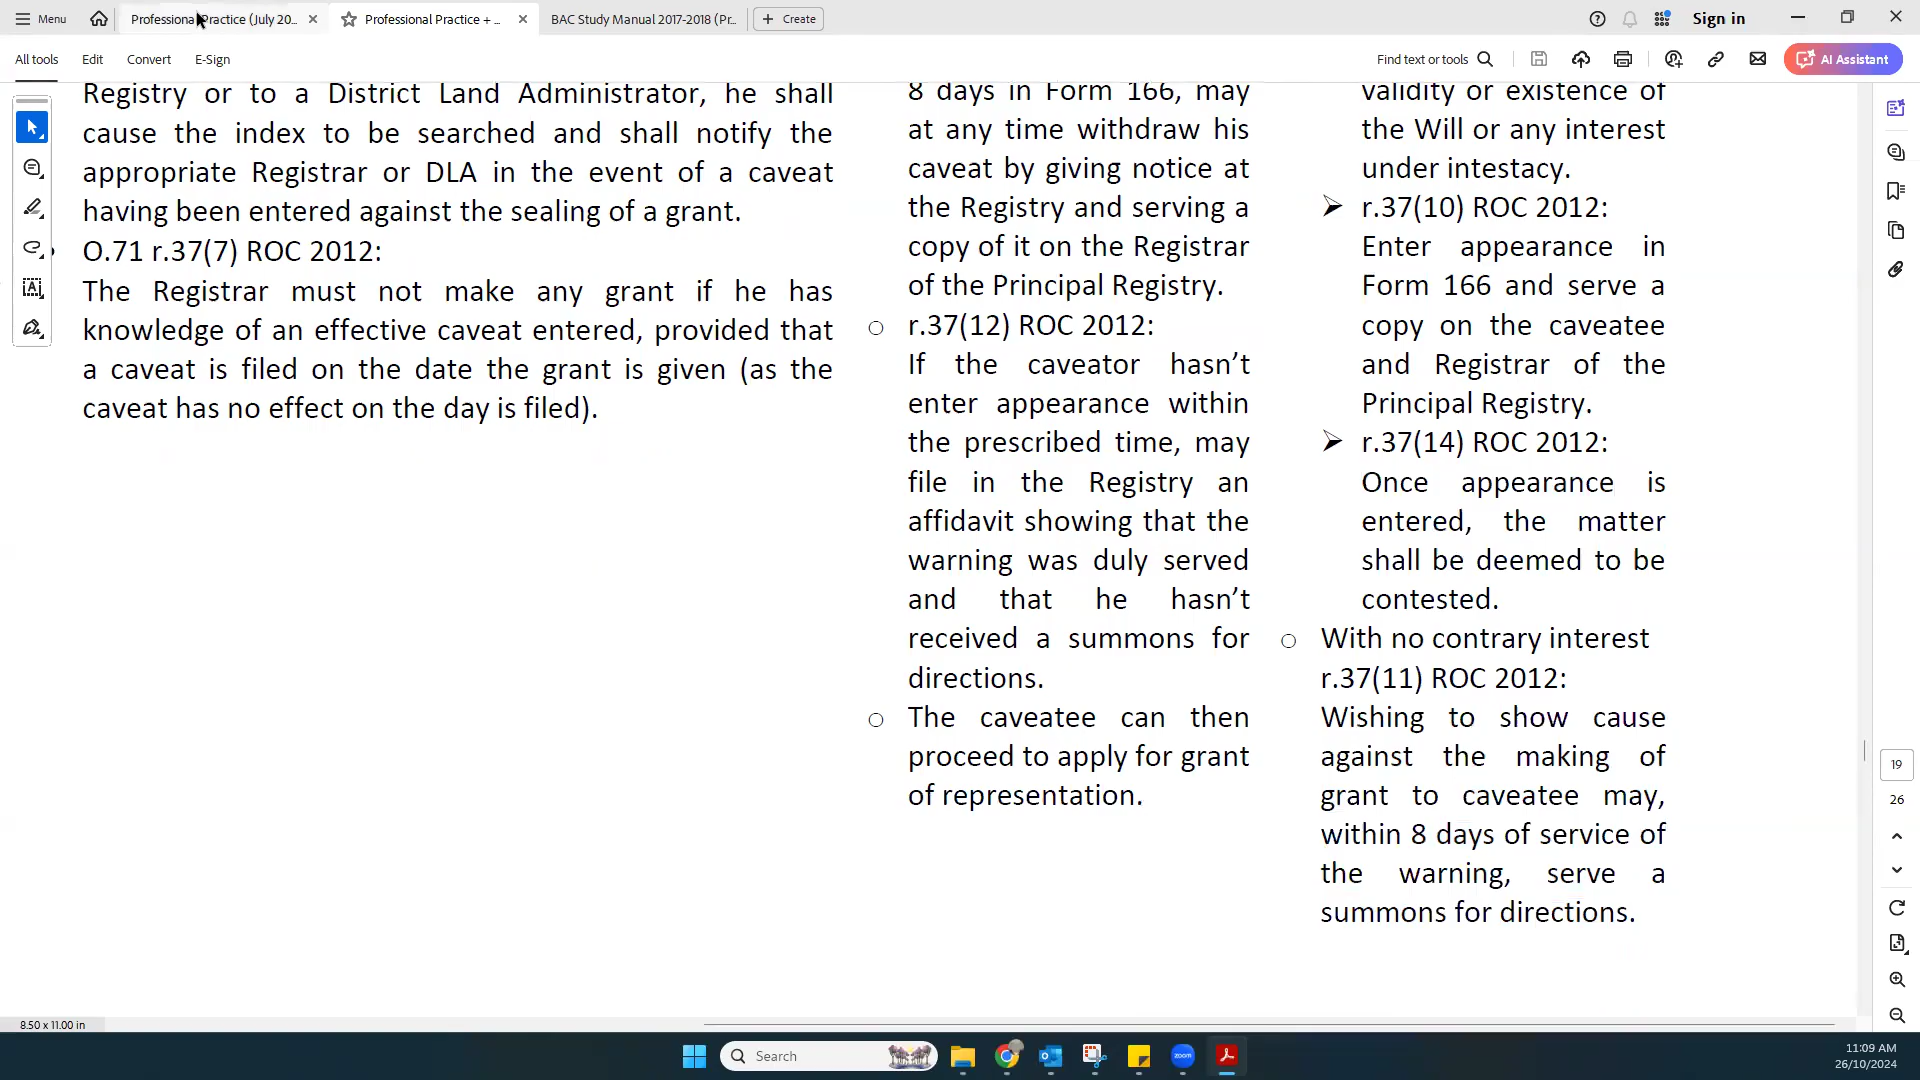 Menu
Professional Practice (July 20...
Professional Practice + ...
BAC Study Manual 2017-2018 (Pr...
Create
Sign in
All tools
Edit
Convert
E-Sign
Find text or tools
AI Assistant
Registry or to a District Land Administrator, he shall
cause the index to be searched and shall notify the
appropriate Registrar or DLA in the event of a caveat
having been entered against the sealing of a grant.
O.71 r.37(7) ROC 2012:
The Registrar must not make any grant if he has
knowledge of an effective caveat entered, provided that
a caveat is filed on the date the grant is given (as the
caveat has no effect on the day is filed).
8 days in Form 166, may
at any time withdraw his
caveat by giving notice at
the Registry and serving a
copy of it on the Registrar
of the Principal Registry.
○ r.37(12) ROC 2012:
If the caveator hasn’t
enter appearance within
the prescribed time, may
file in the Registry an
affidavit showing that the
warning was duly served
and that he hasn’t
received a summons for
directions.
○ The caveatee can then
proceed to apply for grant
of representation.
validity or existence of
the Will or any interest
under intestacy.
➢ r.37(10) ROC 2012:
Enter appearance in
Form 166 and serve a
copy on the caveatee
and Registrar of the
Principal Registry.
➢ r.37(14) ROC 2012:
Once appearance is
entered, the matter
shall be deemed to be
contested.
○ With no contrary interest
r.37(11) ROC 2012:
Wishing to show cause
against the making of
grant to caveatee may,
within 8 days of service of
the warning, serve a
summons for directions.
19
26
8.50 x 11.00 in
Search
zoom
11:09 AM
26/10/2024